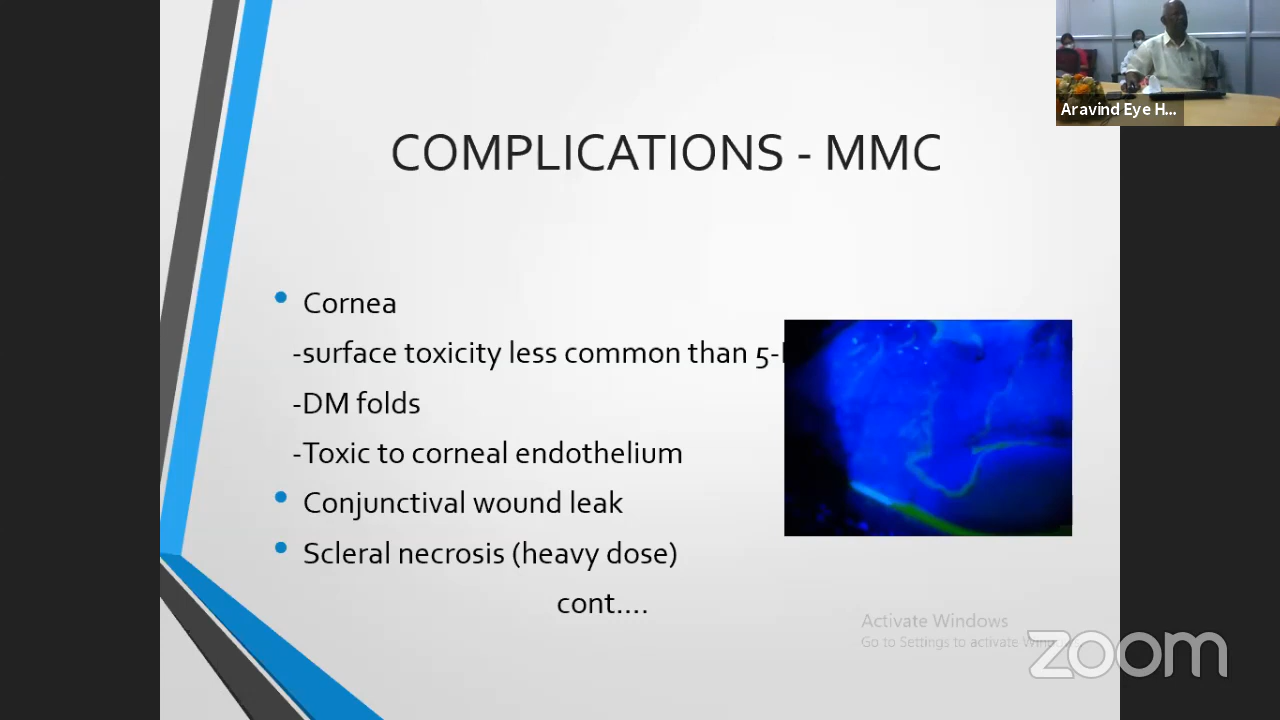 Aravind Eye H...
COMPLICATIONS - MMC
• Cornea
-surface toxicity less common than 5-
-DM folds
-Toxic to corneal endothelium
• Conjunctival wound leak
• Scleral necrosis (heavy dose)
cont....
Activate Windows
Go to Settings to activate Windows.
zoom